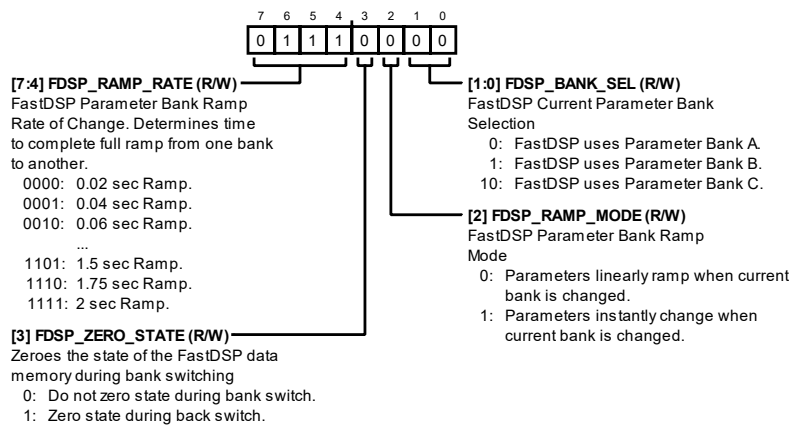 7 6 5 4 3 2 1 0
0 1 1 1 0 0 0 0
[7:4] FDSP_RAMP_RATE (R/W)
FastDSP Parameter Bank Ramp
Rate of Change. Determines time
to complete full ramp from one bank
to another.
0000: 0.02 sec Ramp.
0001: 0.04 sec Ramp.
0010: 0.06 sec Ramp.
...
1101: 1.5 sec Ramp.
1110: 1.75 sec Ramp.
1111: 2 sec Ramp.
[3] FDSP_ZERO_STATE (R/W)
Zeroes the state of the FastDSP data
memory during bank switching
0: Do not zero state during bank switch.
1: Zero state during back switch.
[1:0] FDSP_BANK_SEL (R/W)
FastDSP Current Parameter Bank
Selection
0: FastDSP uses Parameter Bank A.
1: FastDSP uses Parameter Bank B.
10: FastDSP uses Parameter Bank C.
[2] FDSP_RAMP_MODE (R/W)
FastDSP Parameter Bank Ramp
Mode
0: Parameters linearly ramp when current
bank is changed.
1: Parameters instantly change when
current bank is changed.